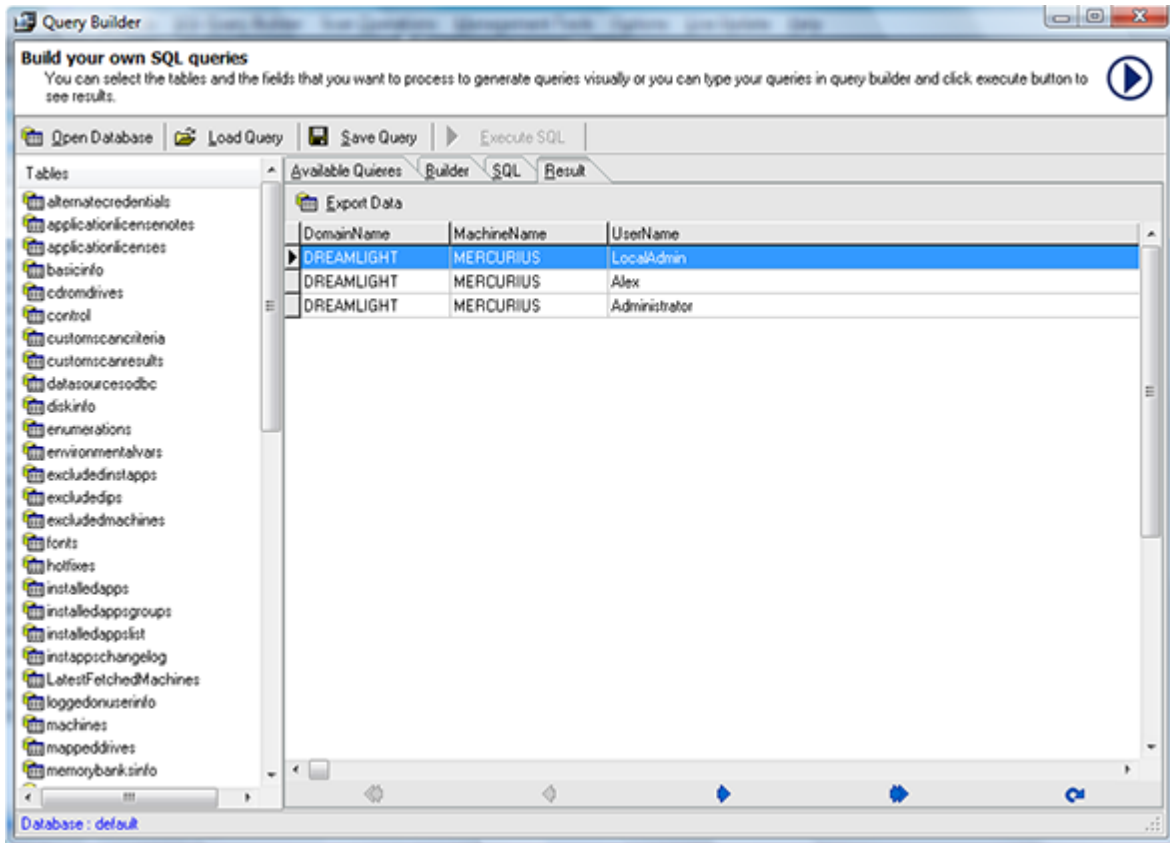 Query Builder
Build your own SQL queries
You can select the tables and the fields that you want to process to generate queries visually or you can type your queries in query builder and click execute button to
see results.
Open Database Load Query Save Query Execute SQL
Tables
alternatecredentials
applicationlicensenotes
applicationlicenses
basicinfo
cdromdrives
control
customscancriteria
customscanresults
datasourcesodbc
diskinfo
enumerations
environmentalvars
excludedinstapps
excludedips
excludedmachines
fonts
hotfixes
installedapps
installedappsgroups
installedappslist
instappschangelog
LatestFetchedMachines
loggedonuserinfo
machines
mappeddrives
memorybanksinfo
Available Quieres Builder SQL Result
Export Data
DomainName MachineName UserName
DREAMLIGHT MERCURIUS LocalAdmin
DREAMLIGHT MERCURIUS Alex
DREAMLIGHT MERCURIUS Administrator
Database : default